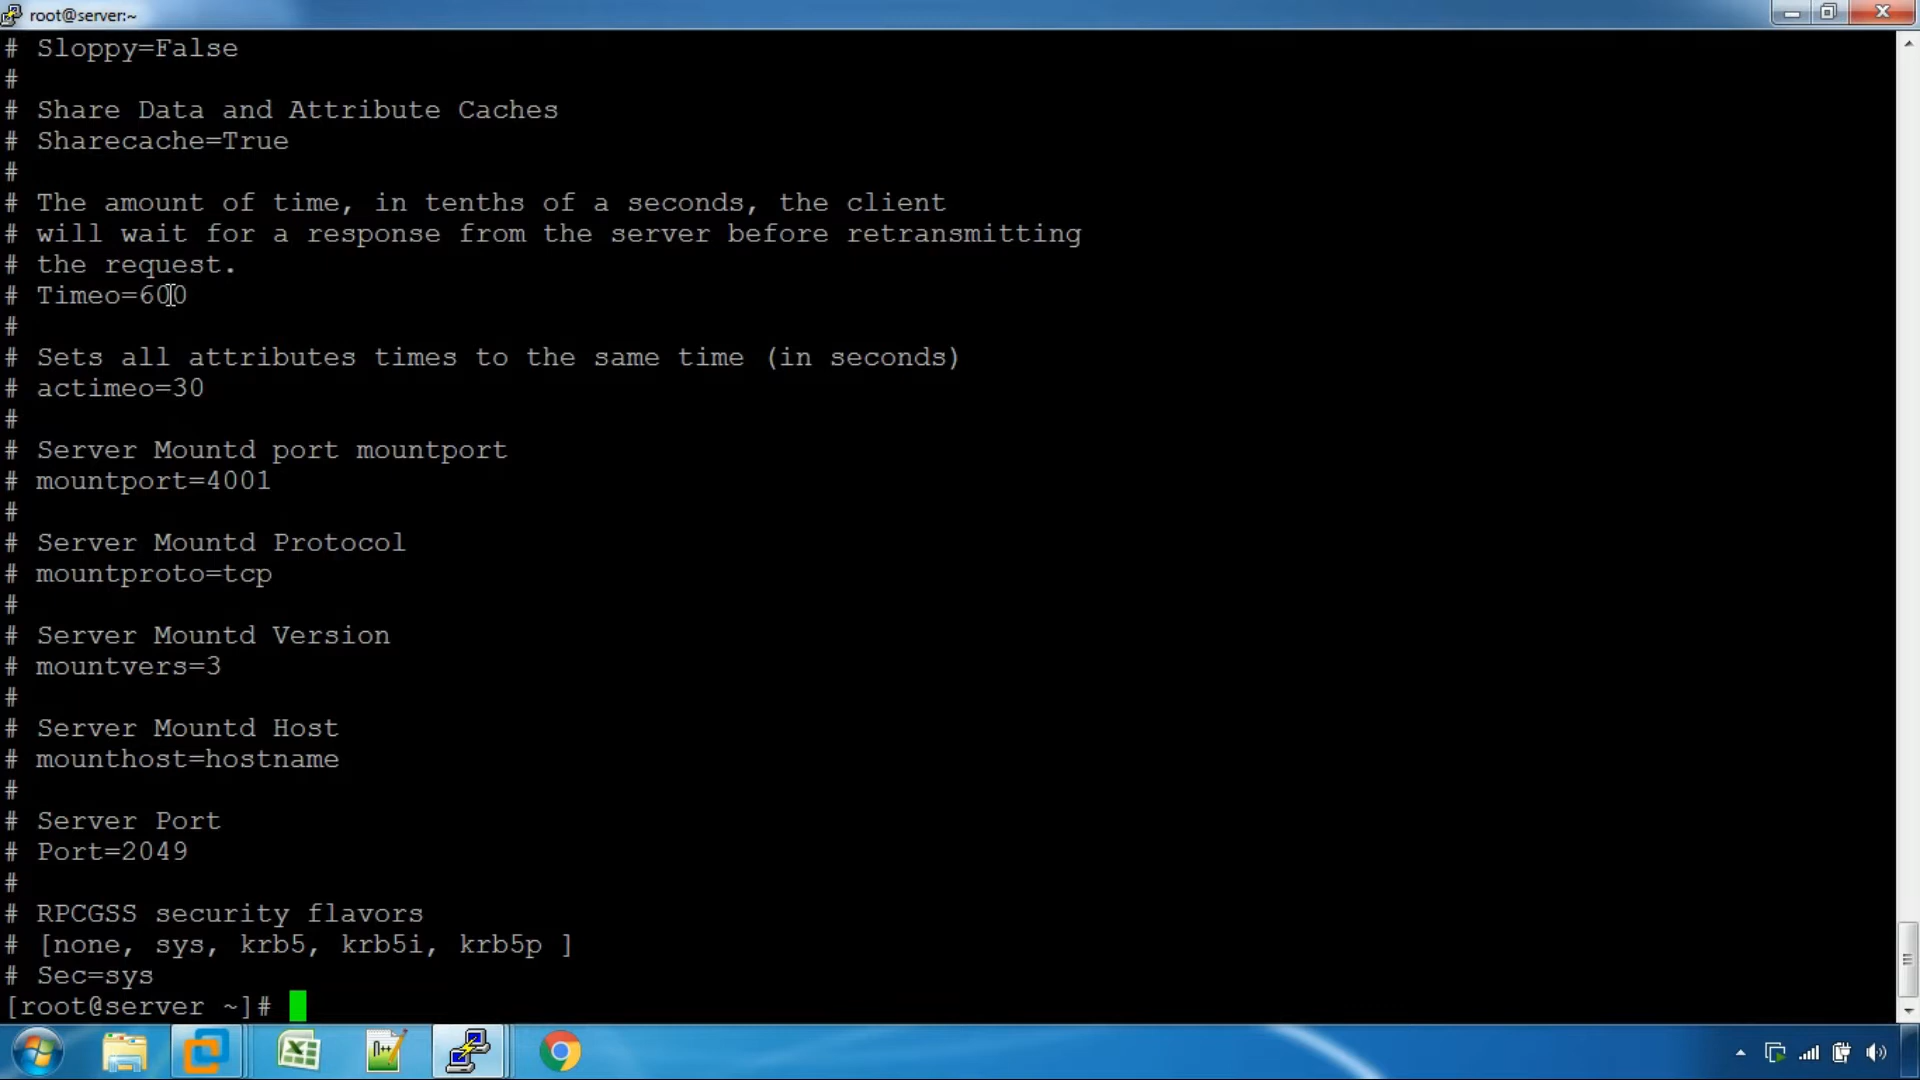 root@server:~
# Sloppy=False
#
# Share Data and Attribute Caches
# Sharecache=True
#
# The amount of time, in tenths of a seconds, the client
# will wait for a response from the server before retransmitting
# the request.
# Timeo=600
#
# Sets all attributes times to the same time (in seconds)
# actimeo=30
#
# Server Mountd port mountport
# mountport=4001
#
# Server Mountd Protocol
# mountproto=tcp
#
# Server Mountd Version
# mountvers=3
#
# Server Mountd Host
# mounthost=hostname
#
# Server Port
# Port=2049
#
# RPCGSS security flavors
# [none, sys, krb5, krb5i, krb5p ]
# Sec=sys
[root@server ~]#